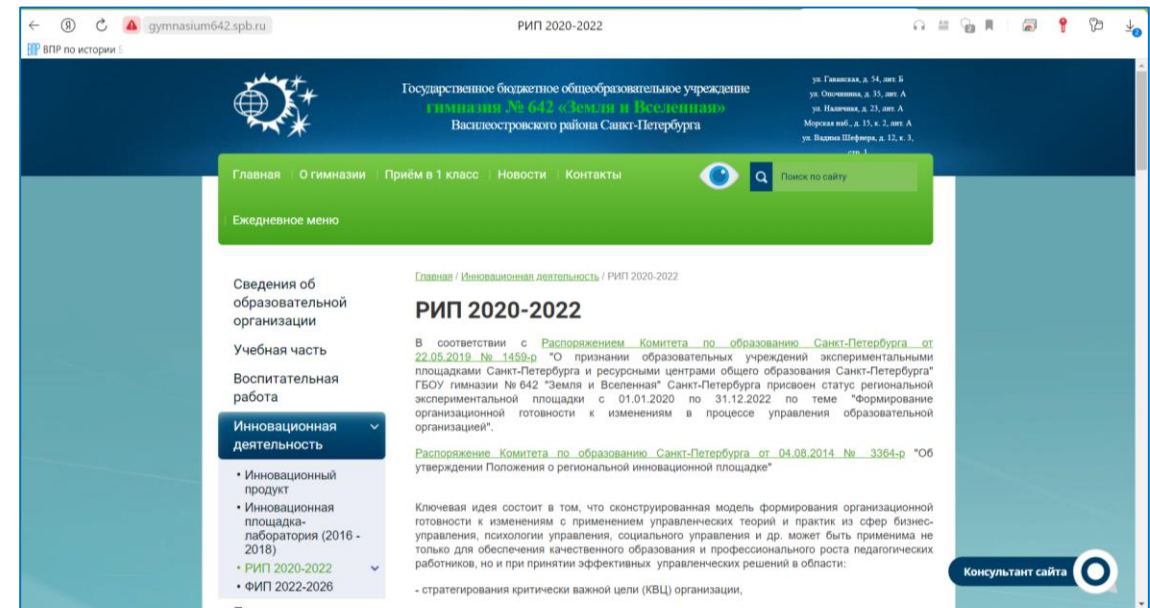 gymnasium642.spb.ru
РИП 2020-2022
ВПР по истории 5
Государственное бюджетное общеобразовательное учреждение
гимназия № 642 «Земля и Вселенная»
Василеостровского района Санкт-Петербурга
ул. Гаванская, д. 54, лит. Б
ул. Опочинина, д. 35, лит. А
ул. Наличная, д. 23, лит. А
Морская наб., д. 15, к. 2, лит. А
ул. Вадима Шефнера, д. 12, к. 3,
стр. 1
Главная О гимназии Приём в 1 класс Новости Контакты
Поиск по сайту
Ежедневное меню
Сведения об
образовательной
организации
Учебная часть
Воспитательная
работа
Инновационная
деятельность
• Инновационный
продукт
• Инновационная
площадка-
лаборатория (2016 -
2018)
• РИП 2020-2022
• ФИП 2022-2026
Главная / Инновационная деятельность / РИП 2020-2022
РИП 2020-2022
В соответствии с Распоряжением Комитета по образованию Санкт-Петербурга от
22.05.2019 № 1459-р "О признании образовательных учреждений экспериментальными
площадками Санкт-Петербурга и ресурсными центрами общего образования Санкт-Петербурга"
ГБОУ гимназии № 642 "Земля и Вселенная" Санкт-Петербурга присвоен статус региональной
экспериментальной площадки с 01.01.2020 по 31.12.2022 по теме "Формирование
организационной готовности к изменениям в процессе управления образовательной
организацией".
Распоряжение Комитета по образованию Санкт-Петербурга от 04.08.2014 № 3364-р "Об
утверждении Положения о региональной инновационной площадке"
Ключевая идея состоит в том, что сконструированная модель формирования организационной
готовности к изменениям с применением управленческих теорий и практик из сфер бизнес-
управления, психологии управления, социального управления и др. может быть применима не
только для обеспечения качественного образования и профессионального роста педагогических
работников, но и при принятии эффективных управленческих решений в области:
- стратегирования критически важной цели (КВЦ) организации,
Консультант сайта